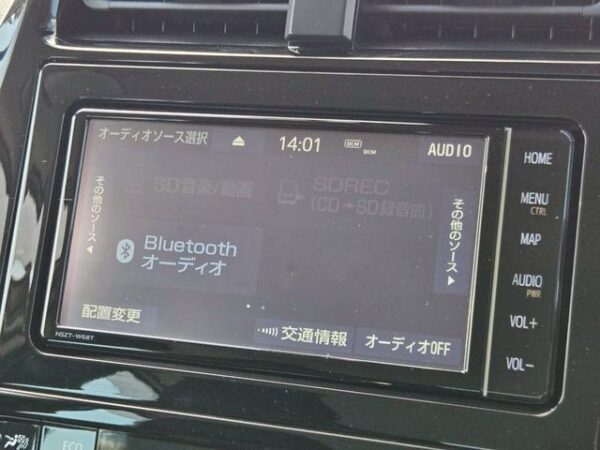 オーディオソース選択
14:01
DCM
DCM
AUDIO
その他のソース
SD音楽/動画
SDREC
(CD→SD録音曲)
その他のソース
Bluetooth
オーディオ
配置変更
交通情報
オーディオOFF
NSZT-W68T
HOME
MENU
CTRL
MAP
AUDIO
PWR
VOL+
VOL-
ECO